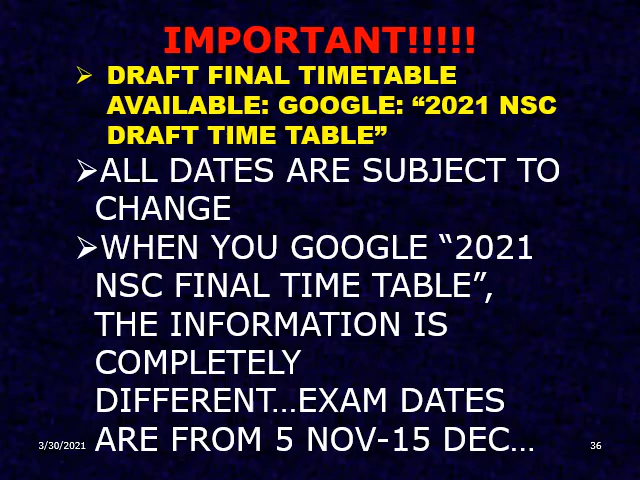 IMPORTANT!!!!!
➢ DRAFT FINAL TIMETABLE
AVAILABLE: GOOGLE: “2021 NSC
DRAFT TIME TABLE”
➢ALL DATES ARE SUBJECT TO
CHANGE
➢WHEN YOU GOOGLE “2021
NSC FINAL TIME TABLE”,
THE INFORMATION IS
COMPLETELY
DIFFERENT…EXAM DATES
ARE FROM 5 NOV-15 DEC…
3/30/2021
36